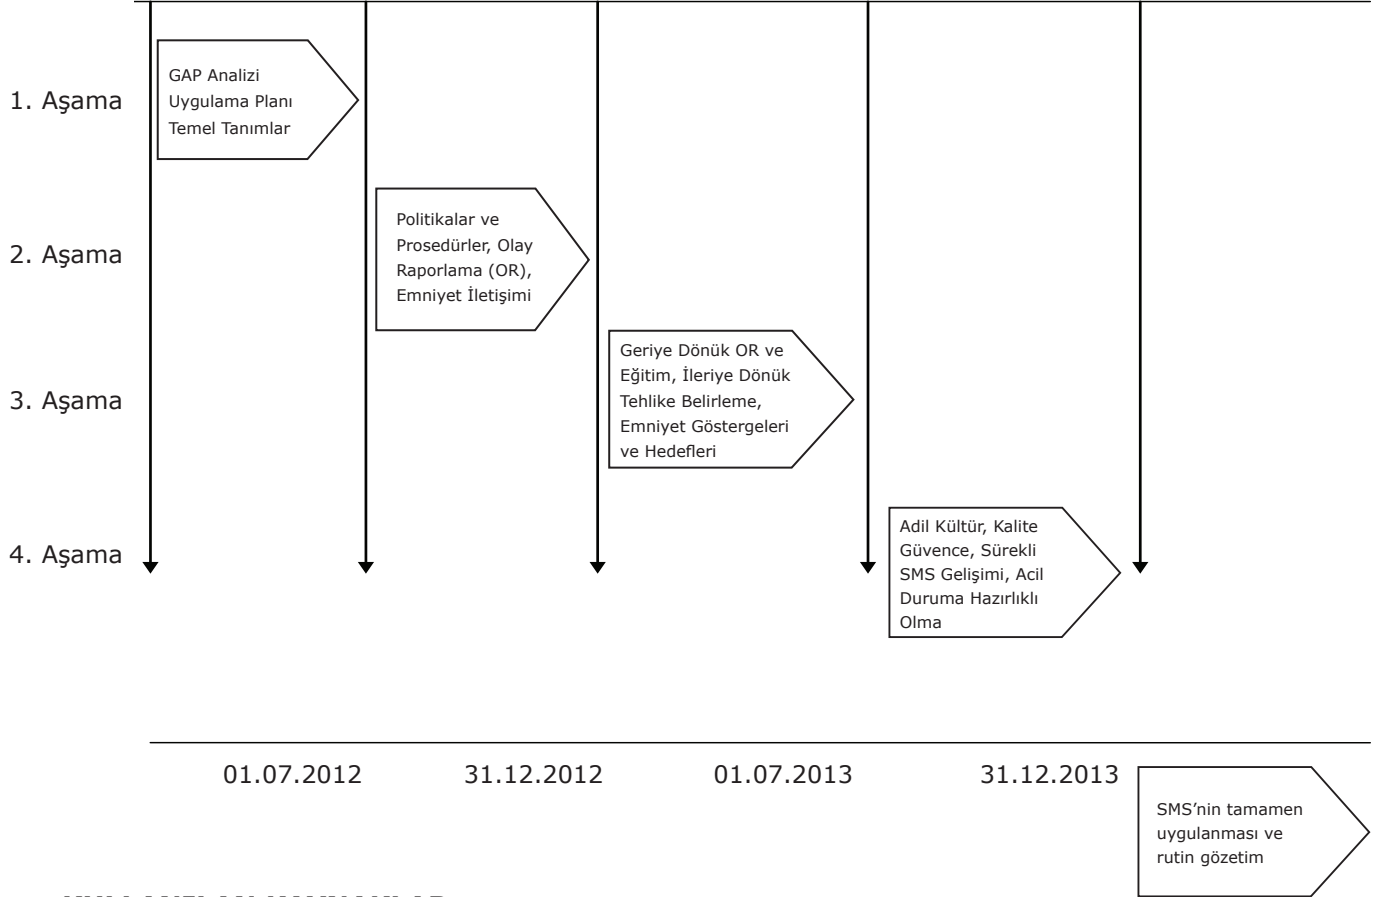 1. Aşama
GAP Analizi
Uygulama Planı
Temel Tanımlar
2. Aşama
Politikalar ve
Prosedürler, Olay
Raporlama (OR),
Emniyet İletişimi
3. Aşama
Geriye Dönük OR ve
Eğitim, İleriye Dönük
Tehlike Belirleme,
Emniyet Göstergeleri
ve Hedefleri
4. Aşama
Adil Kültür, Kalite
Güvence, Sürekli
SMS Gelişimi, Acil
Duruma Hazırlıklı
Olma
01.07.2012
31.12.2012
01.07.2013
31.12.2013
SMS’nin tamamen
uygulanması ve
rutin gözetim